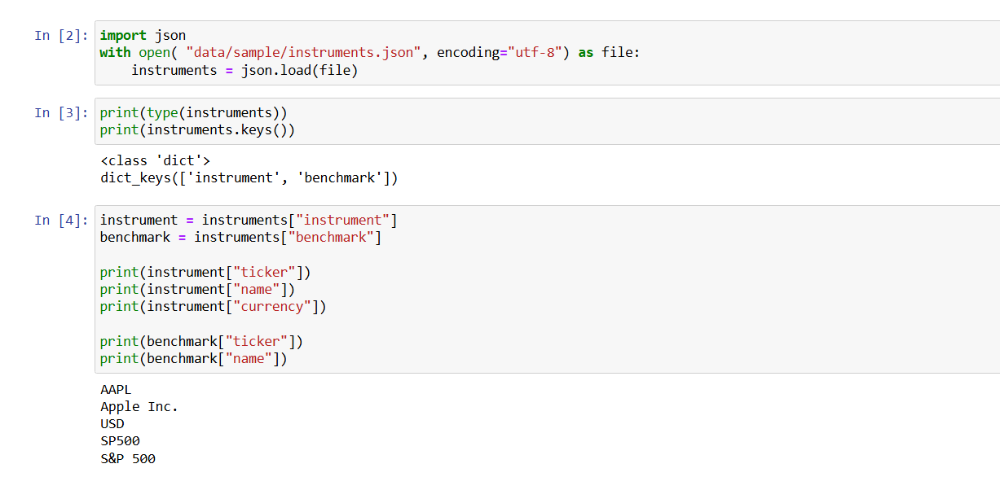 In [2]: import json
with open( "data/sample/instruments.json", encoding="utf-8") as file:
    instruments = json.load(file)
In [3]: print(type(instruments))
print(instruments.keys())
<class 'dict'>
dict_keys(['instrument', 'benchmark'])
In [4]: instrument = instruments["instrument"]
benchmark = instruments["benchmark"]
print(instrument["ticker"])
print(instrument["name"])
print(instrument["currency"])
print(benchmark["ticker"])
print(benchmark["name"])
AAPL
Apple Inc.
USD
SP500
S&P 500